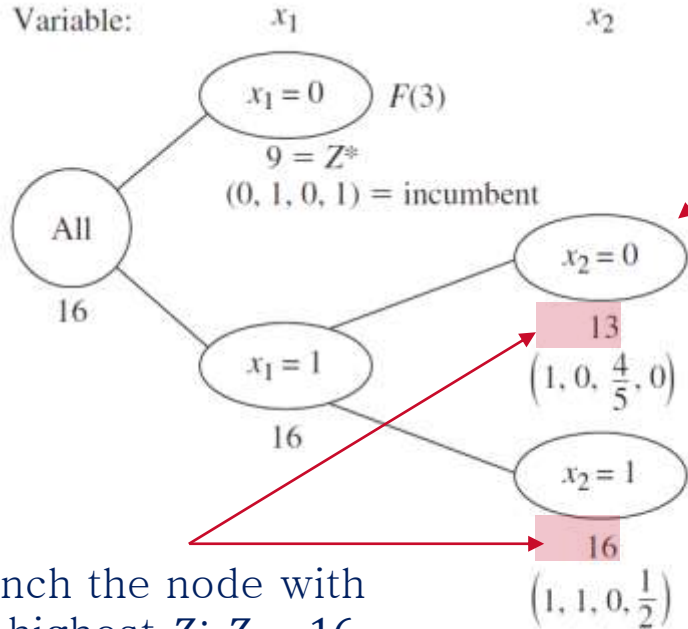 Variable: x₁ x₂
x₁ = 0 F(3)
9 = Z*
(0, 1, 0, 1) = incumbent
All
16
x₂ = 0
13
(1, 0, 4/5, 0)
x₁ = 1
16
x₂ = 1
16
(1, 1, 0, 1/2)
nch the node with
highest Z: